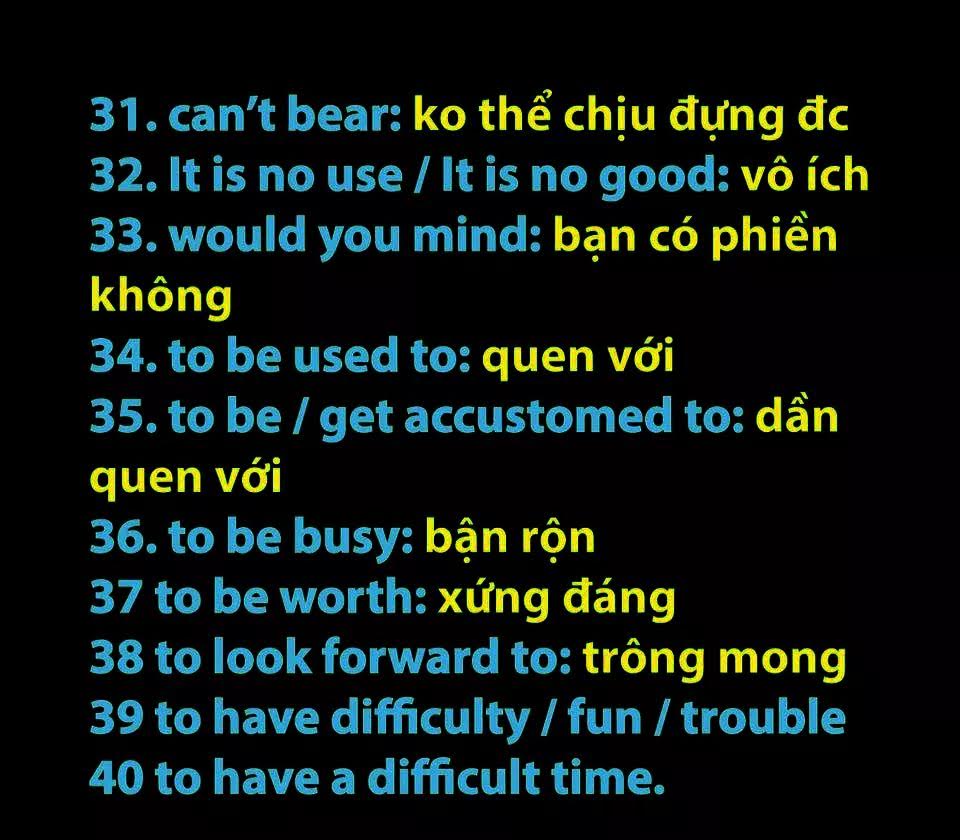 31. can’t bear: ko thể chịu đựng đc
32. It is no use / It is no good: vô ích
33. would you mind: bạn có phiền
không
34. to be used to: quen với
35. to be / get accustomed to: dần
quen với
36. to be busy: bận rộn
37 to be worth: xứng đáng
38 to look forward to: trông mong
39 to have difficulty / fun / trouble
40 to have a difficult time.